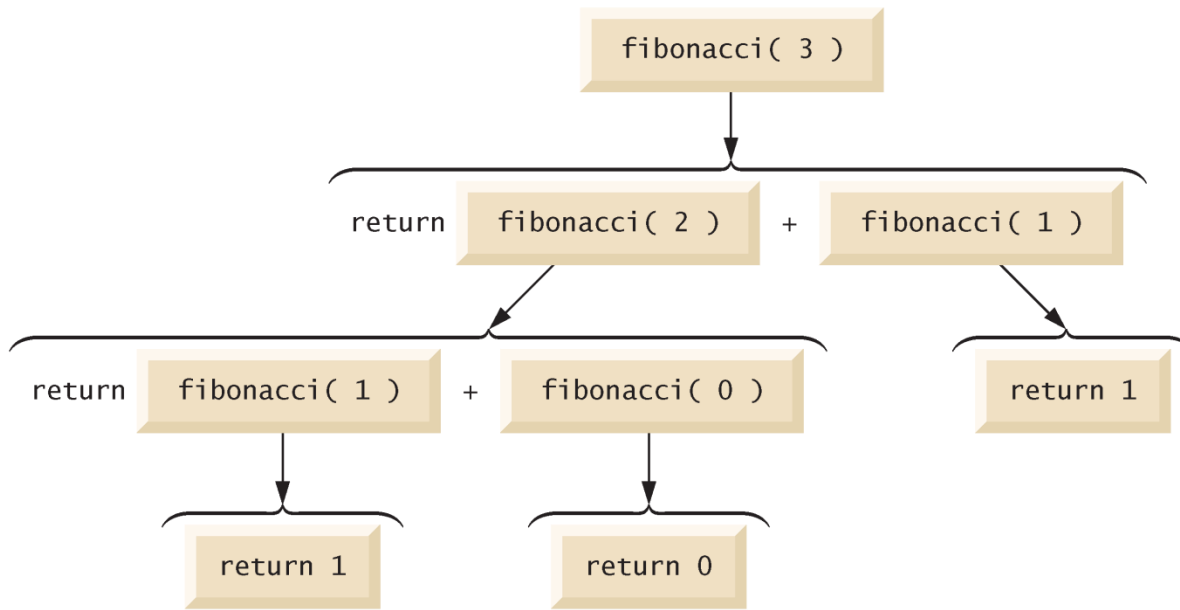 fibonacci( 3 )
return fibonacci( 2 ) + fibonacci( 1 )
return fibonacci( 1 ) + fibonacci( 0 )
return 1
return 1
return 0